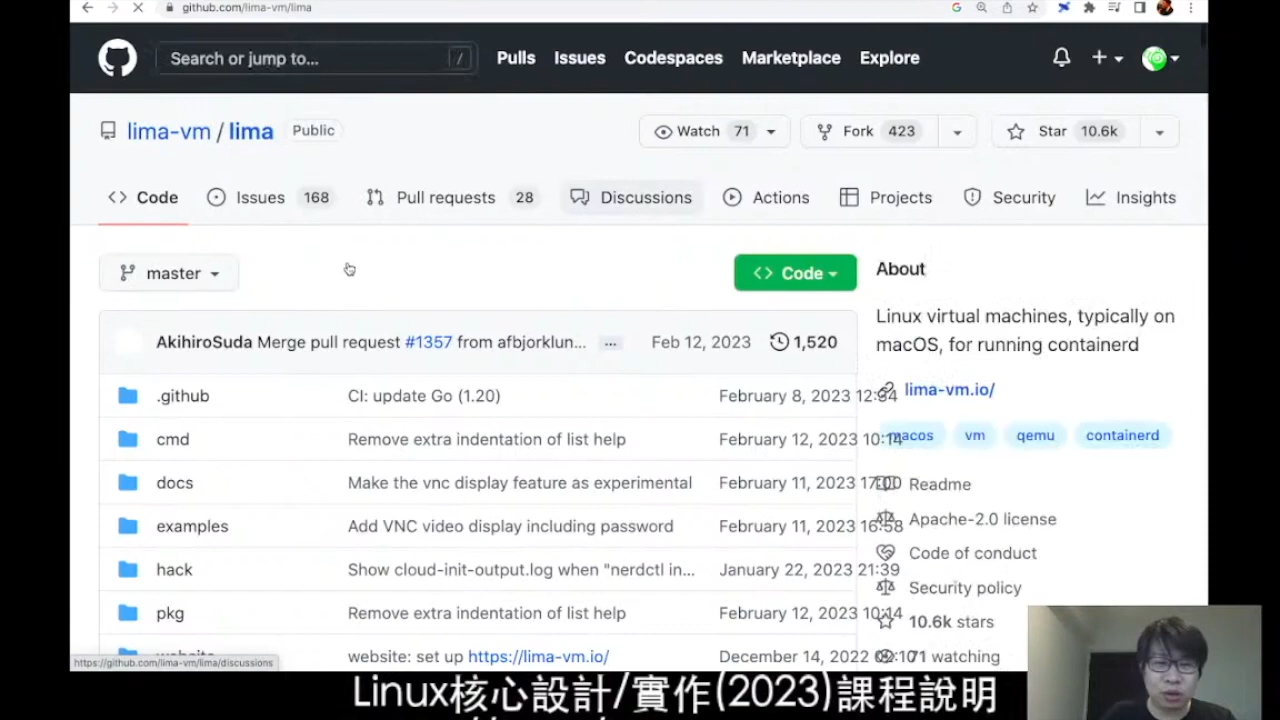 github.com/lima-vm/lima
Search or jump to... / Pulls Issues Codespaces Marketplace Explore
lima-vm / lima Public Watch 71 Fork 423 Star 10.6k
Code Issues 168 Pull requests 28 Discussions Actions Projects Security Insights
master Code
About
Linux virtual machines, typically on
macOS, for running containerd
lima-vm.io/
macos vm qemu containerd
Readme
Apache-2.0 license
Code of conduct
Security policy
10.6k stars
71 watching
AkihiroSuda Merge pull request #1357 from afbjorklun... ... Feb 12, 2023 1,520
.github CI: update Go (1.20) February 8, 2023 12:34
cmd Remove extra indentation of list help February 12, 2023 10:14
docs Make the vnc display feature as experimental February 11, 2023 17:00
examples Add VNC video display including password February 11, 2023 16:58
hack Show cloud-init-output.log when "nerdctl in... January 22, 2023 21:39
pkg Remove extra indentation of list help February 12, 2023 10:14
website website: set up https://lima-vm.io/ December 14, 2022
https://github.com/lima-vm/lima/discussions
Linux核心設計/實作(2023)課程說明